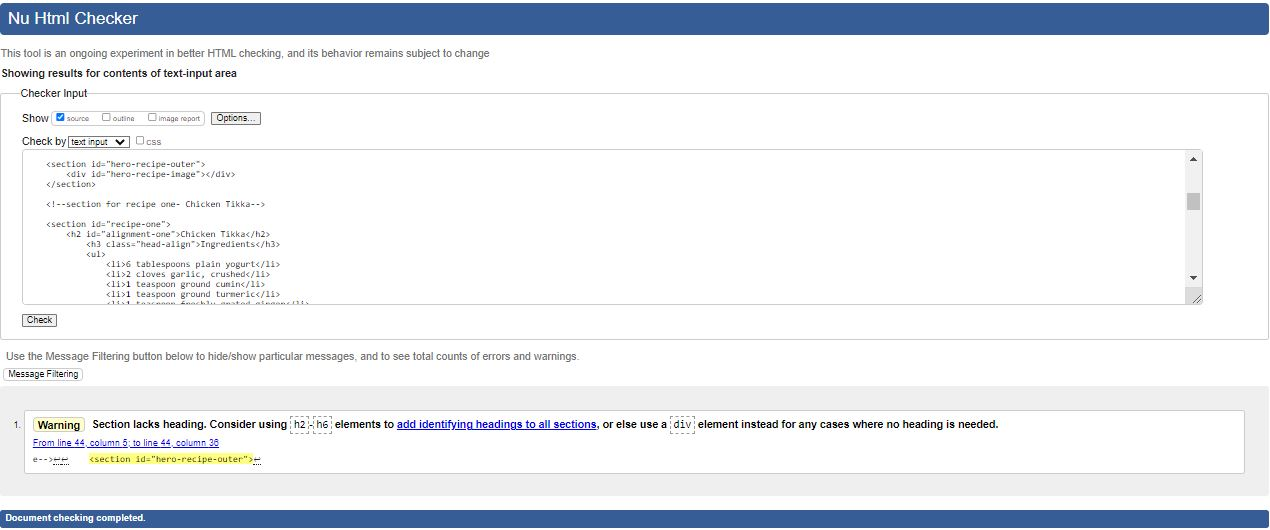 Nu Html Checker
This tool is an ongoing experiment in better HTML checking, and its behavior remains subject to change
Showing results for contents of text-input area
Checker Input
Show source outline image report Options...
Check by text input css
<section id="hero-recipe-outer">
<div id="hero-recipe-image"></div>
</section>
<!--section for recipe one- Chicken Tikka-->
<section id="recipe-one">
<h2 id="alignment-one">Chicken Tikka</h2>
<h3 class="head-align">Ingredients</h3>
<ul>
<li>6 tablespoons plain yogurt</li>
<li>2 cloves garlic, crushed</li>
<li>1 teaspoon ground cumin</li>
<li>1 teaspoon ground turmeric</li>
<li>1 teaspoon freshly grated ginger</li>
Check
Use the Message Filtering button below to hide/show particular messages, and to see total counts of errors and warnings.
Message Filtering
1. Warning Section lacks heading. Consider using h2-h6 elements to add identifying headings to all sections, or else use a div element instead for any cases where no heading is needed.
From line 44, column 5; to line 44, column 36
e-->↩↩ <section id="hero-recipe-outer">↩
Document checking completed.